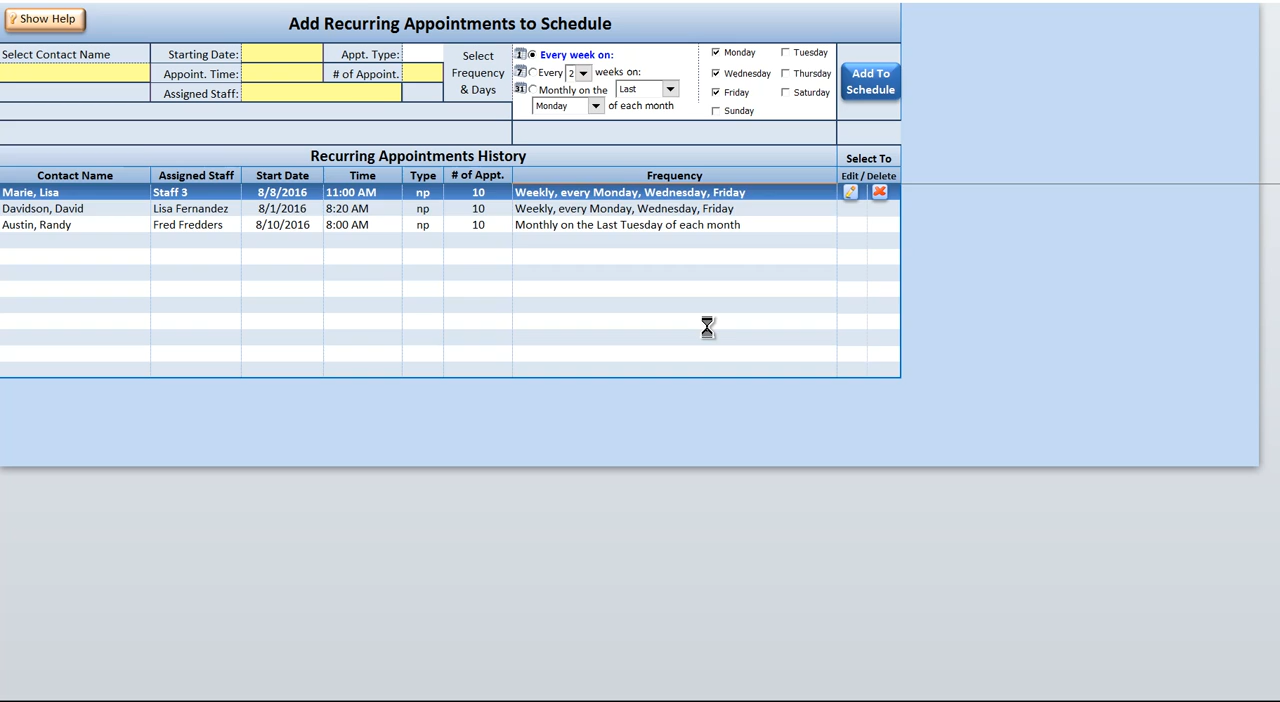 Show Help
Add Recurring Appointments to Schedule
Select Contact Name
Starting Date:
Appt. Type:
Appoint. Time:
# of Appoint.
Assigned Staff:
Select
Frequency
& Days
1 Every week on:
7 Every 2 weeks on:
31 Monthly on the Last
Monday of each month
Monday Tuesday
Wednesday Thursday
Friday Saturday
Sunday
Add To
Schedule
Recurring Appointments History
Select To
Contact Name Assigned Staff Start Date Time Type # of Appt. Frequency Edit / Delete
Marie, Lisa Staff 3 8/8/2016 11:00 AM np 10 Weekly, every Monday, Wednesday, Friday
Davidson, David Lisa Fernandez 8/1/2016 8:20 AM np 10 Weekly, every Monday, Wednesday, Friday
Austin, Randy Fred Fredders 8/10/2016 8:00 AM np 10 Monthly on the Last Tuesday of each month